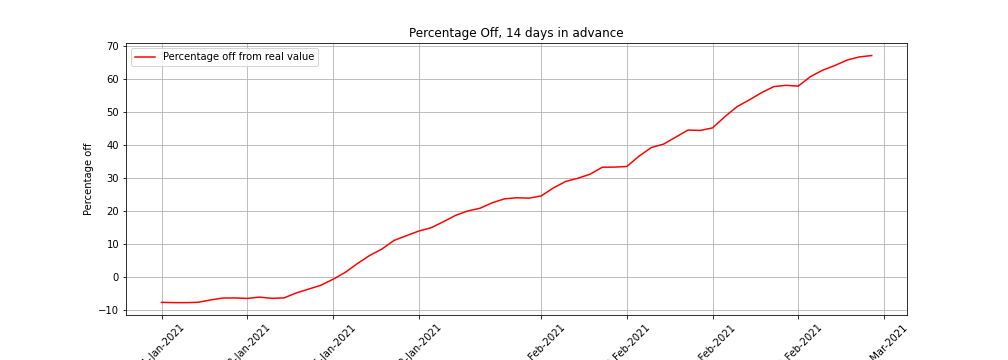 Percentage Off, 14 days in advance
Percentage off from real value
Percentage off
70
60
50
40
30
20
10
0
−10
-Jan-2021
-Jan-2021
-Jan-2021
-Jan-2021
Feb-2021
-Feb-2021
-Feb-2021
-Feb-2021
Mar-2021